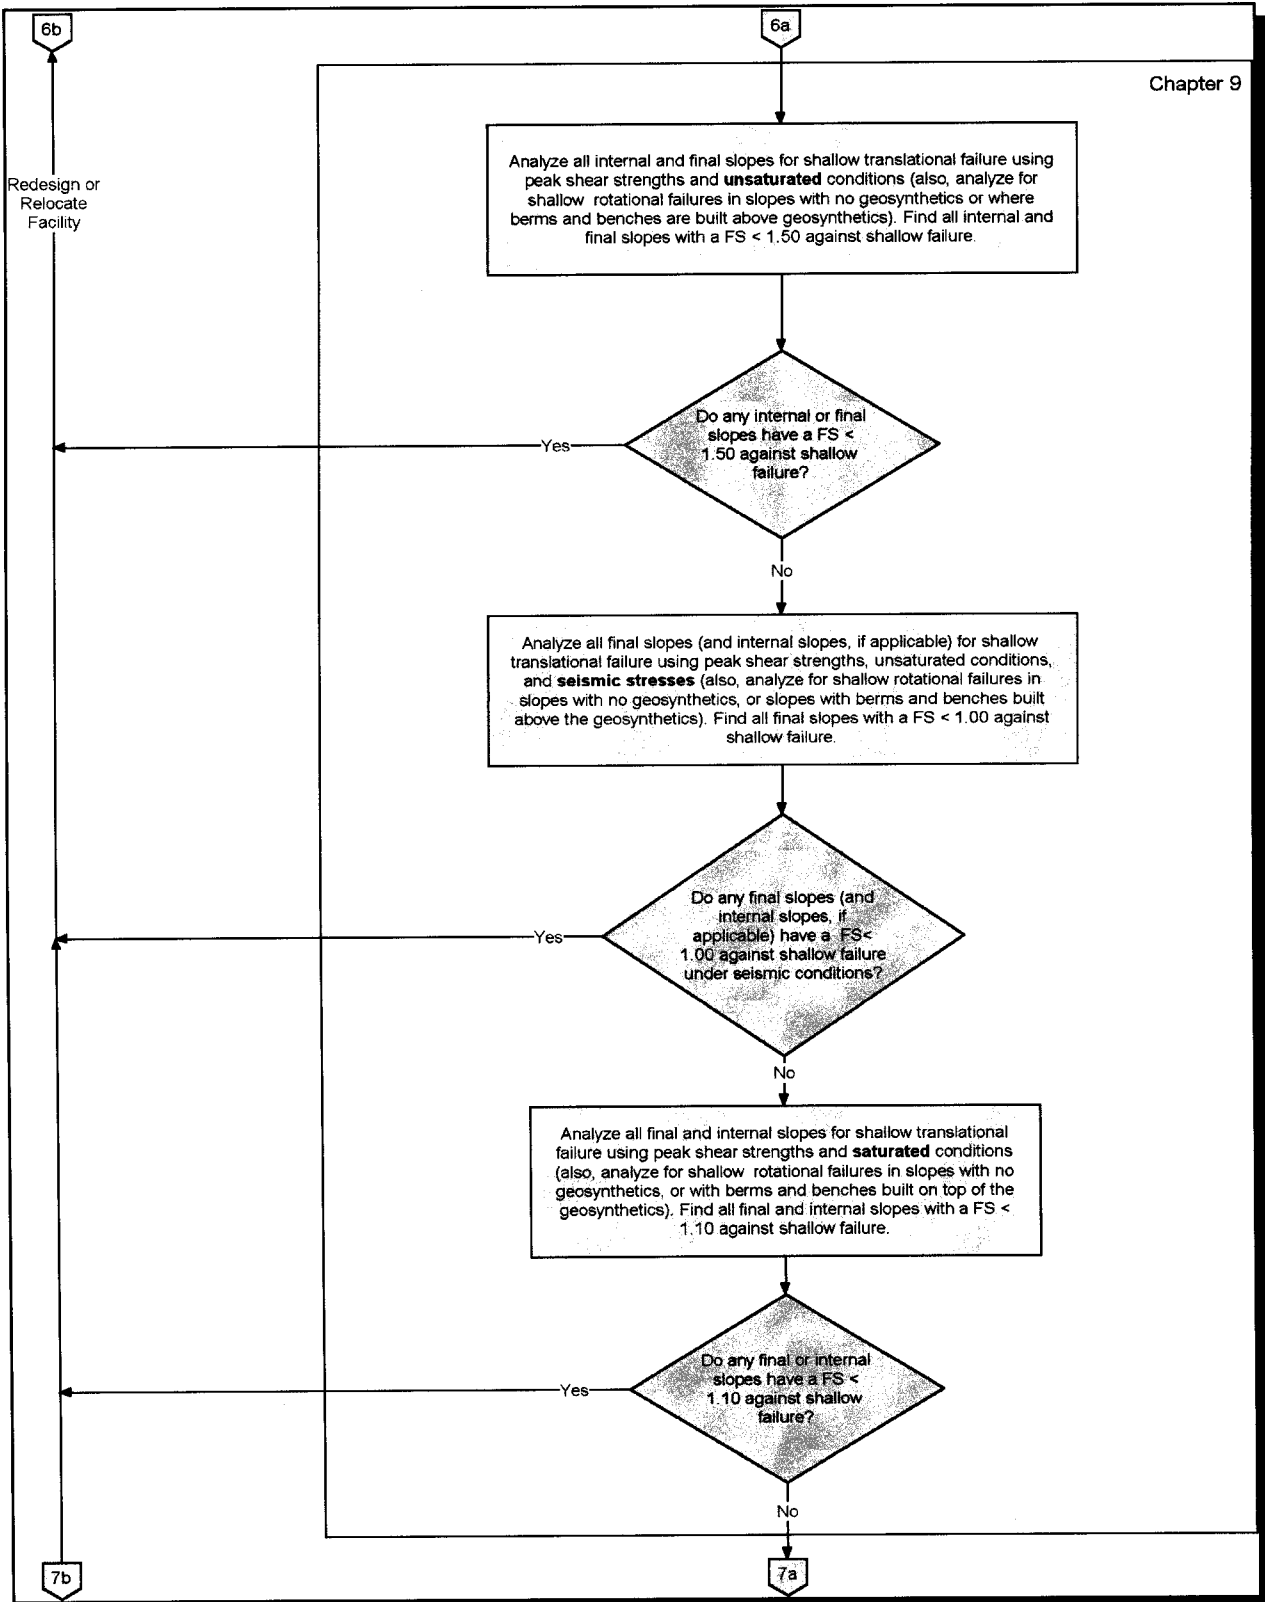 6b
6a
Chapter 9
Redesign or
Relocate
Facility
Analyze all internal and final slopes for shallow translational failure using
peak shear strengths and unsaturated conditions (also, analyze for
shallow rotational failures in slopes with no geosynthetics or where
berms and benches are built above geosynthetics). Find all internal and
final slopes with a FS < 1.50 against shallow failure.
Do any internal or final
slopes have a FS <
1.50 against shallow
failure?
Yes
No
Analyze all final slopes (and internal slopes, if applicable) for shallow
translational failure using peak shear strengths, unsaturated conditions,
and seismic stresses (also, analyze for shallow rotational failures in
slopes with no geosynthetics, or slopes with berms and benches built
above the geosynthetics). Find all final slopes with a FS < 1.00 against
shallow failure.
Do any final slopes (and
internal slopes, if
applicable) have a FS<
1.00 against shallow failure
under seismic conditions?
Yes
No
Analyze all final and internal slopes for shallow translational
failure using peak shear strengths and saturated conditions
(also, analyze for shallow rotational failures in slopes with no
geosynthetics, or with berms and benches built on top of the
geosynthetics). Find all final and internal slopes with a FS <
1.10 against shallow failure.
Do any final or internal
slopes have a FS <
1.10 against shallow
failure?
Yes
No
7b
7a